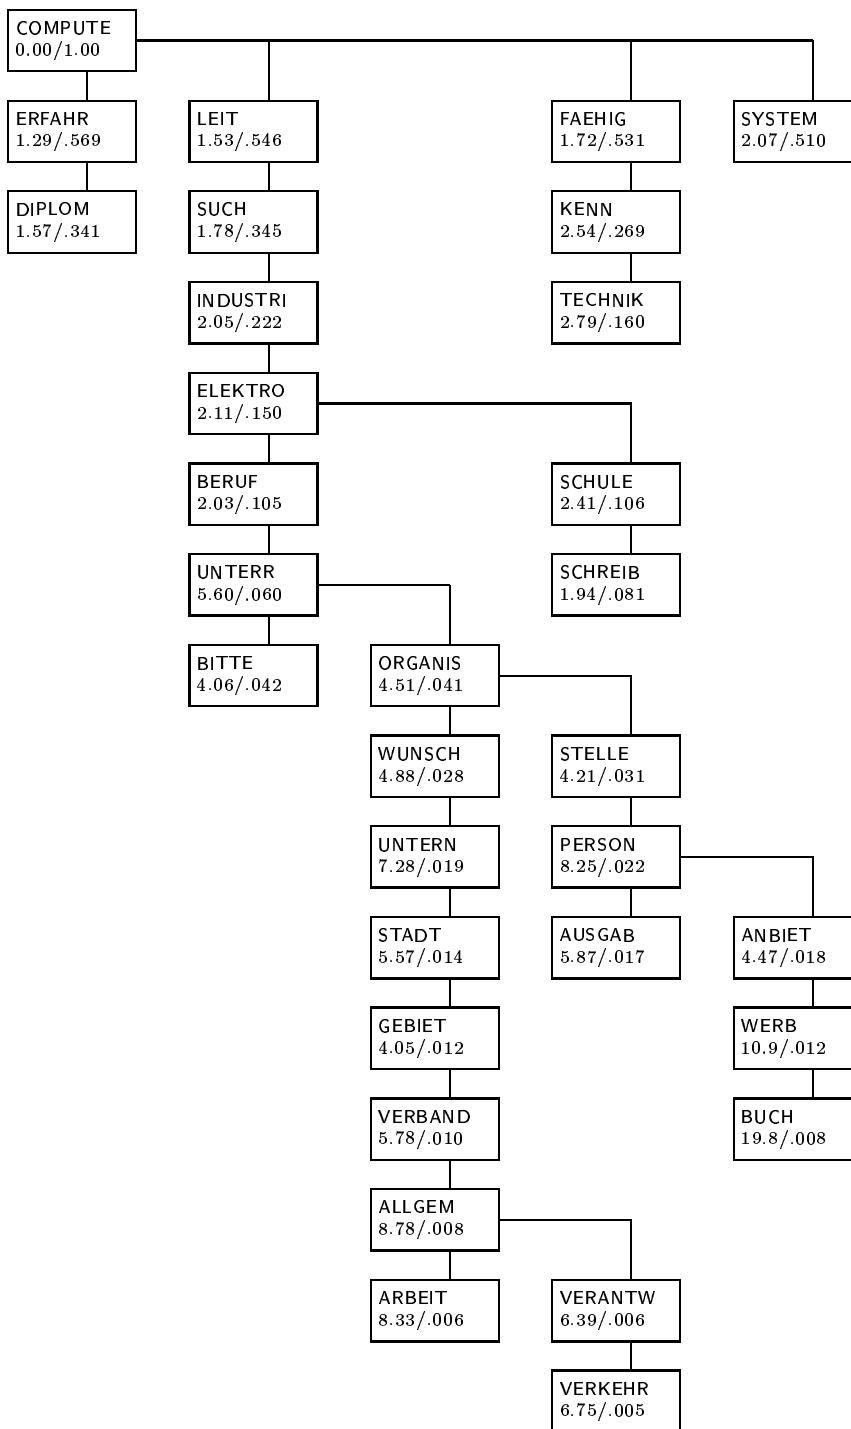 COMPUTE
0.00/1.00
ERFAHR
1.29/.569
LEIT
1.53/.546
FAEHIG
1.72/.531
SYSTEM
2.07/.510
DIPLOM
1.57/.341
SUCH
1.78/.345
KENN
2.54/.269
INDUSTRI
2.05/.222
TECHNIK
2.79/.160
ELEKTRO
2.11/.150
BERUF
2.03/.105
SCHULE
2.41/.106
UNTERR
5.60/.060
SCHREIB
1.94/.081
BITTE
4.06/.042
ORGANIS
4.51/.041
WUNSCH
4.88/.028
STELLE
4.21/.031
UNTERN
7.28/.019
PERSON
8.25/.022
STADT
5.57/.014
AUSGAB
5.87/.017
ANBIET
4.47/.018
GEBIET
4.05/.012
WERB
10.9/.012
VERBAND
5.78/.010
BUCH
19.8/.008
ALLGEM
8.78/.008
ARBEIT
8.33/.006
VERANTW
6.39/.006
VERKEHR
6.75/.005